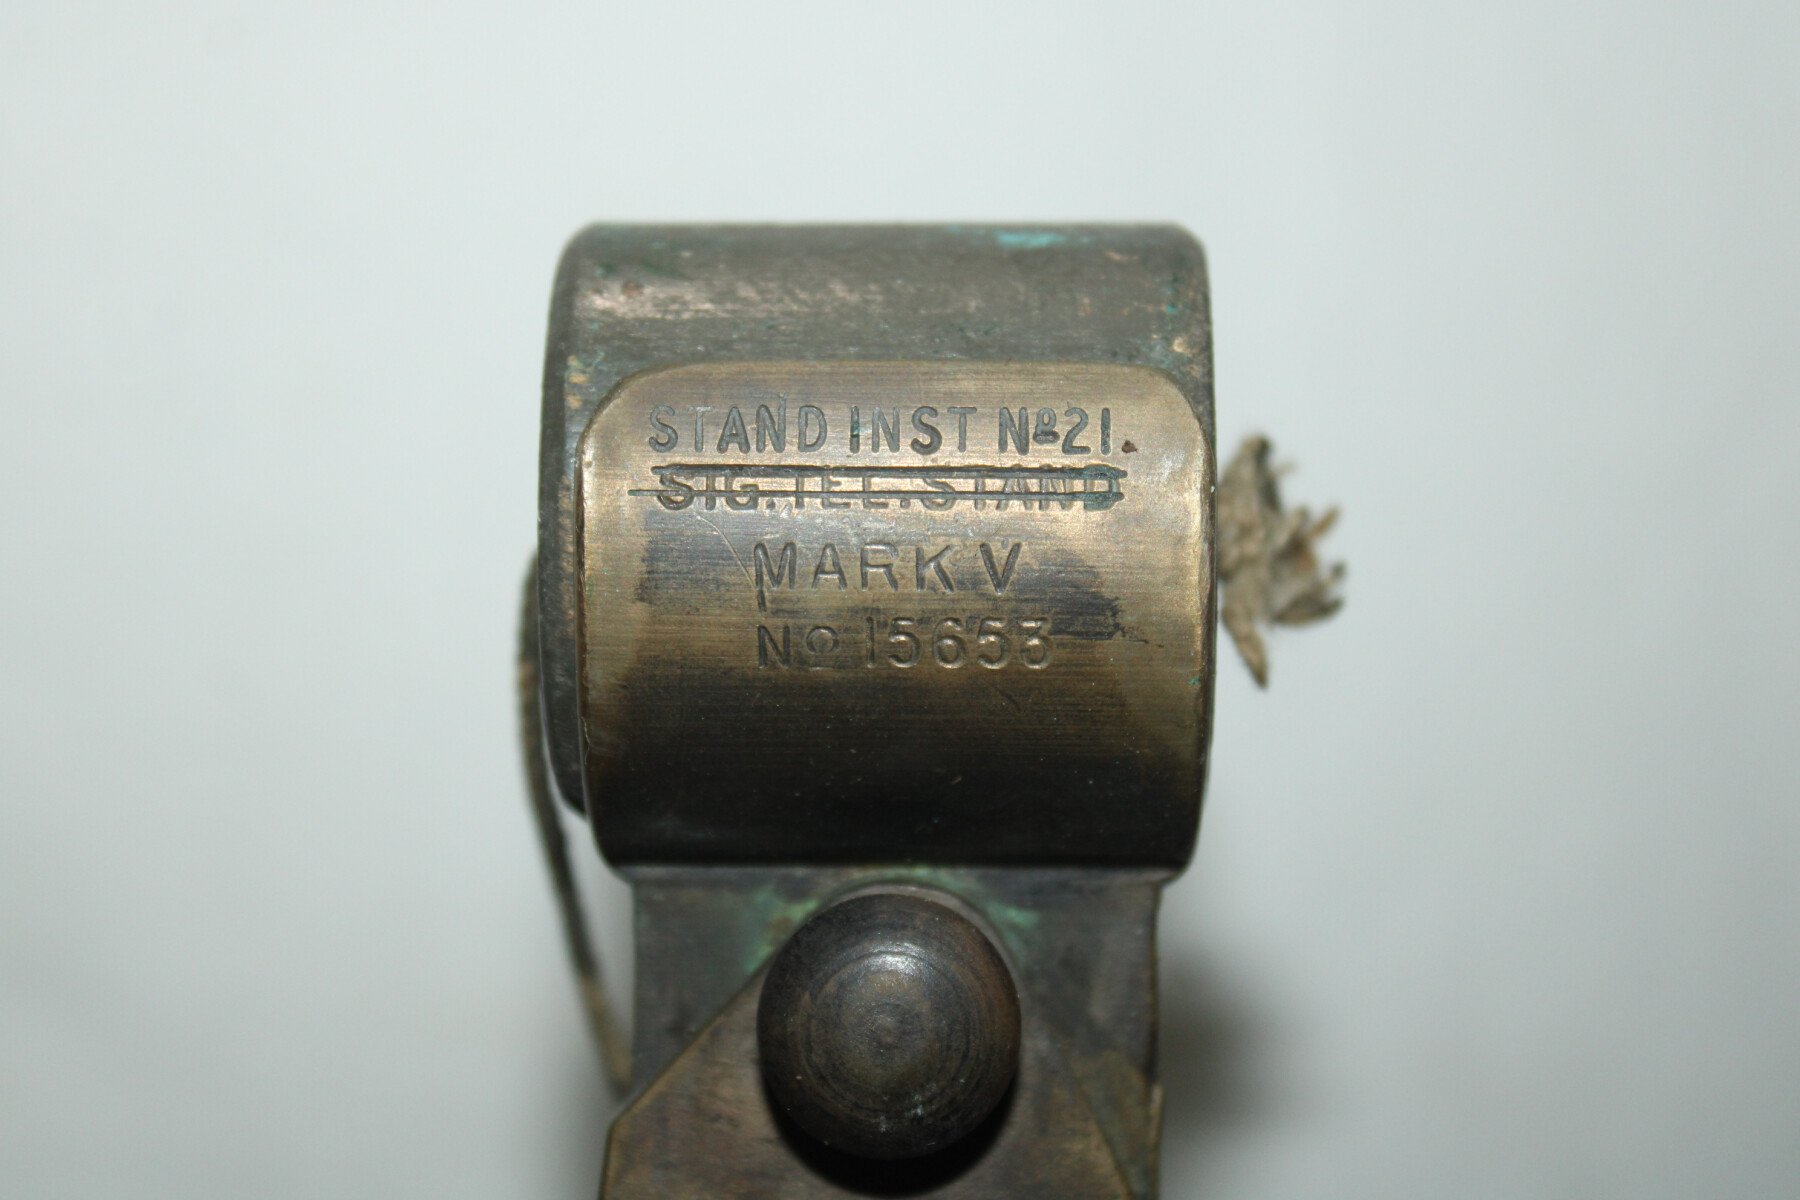 STAND INST Nº21.
SIG.TEL.STAND
MARK V
No 15653